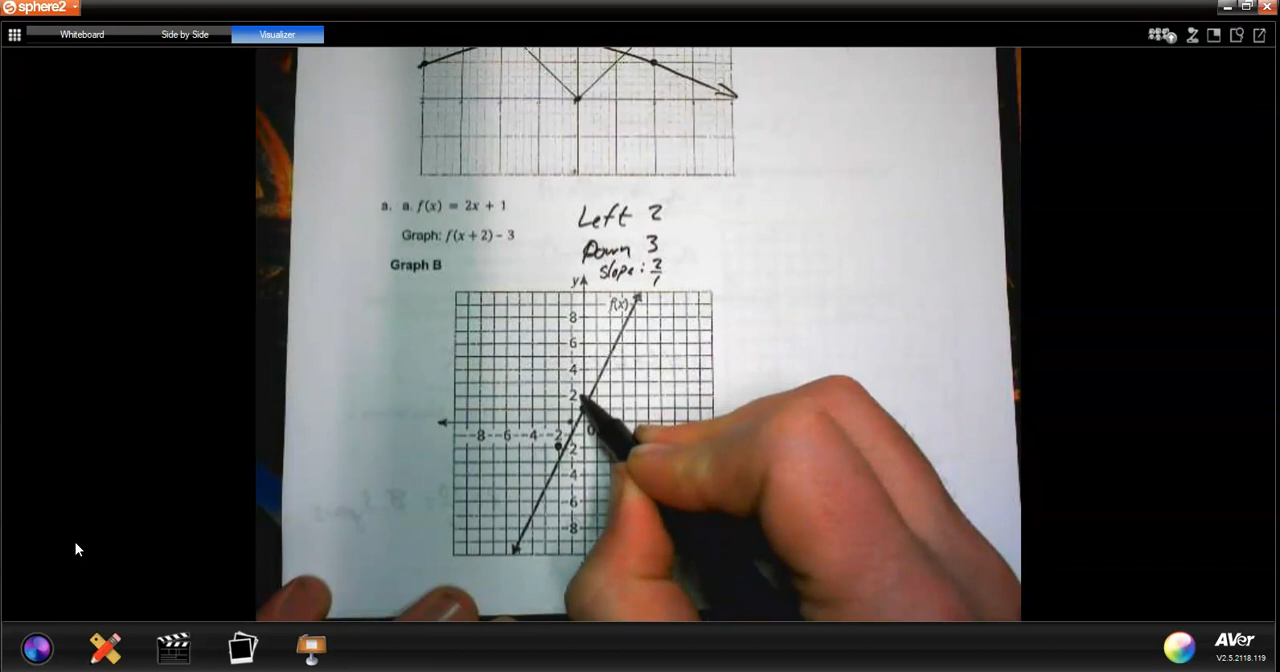 sphere2
Whiteboard
Side by Side
Visualizer
a. a. f(x) = 2x + 1
Left 2
Graph: f(x + 2) – 3
Down 3
Graph B
slope: 2/1
y
f(x)
8
6
4
2
-8 -6 -4 -2 0
2
4
6
8
AVer
V2.5.2118.119